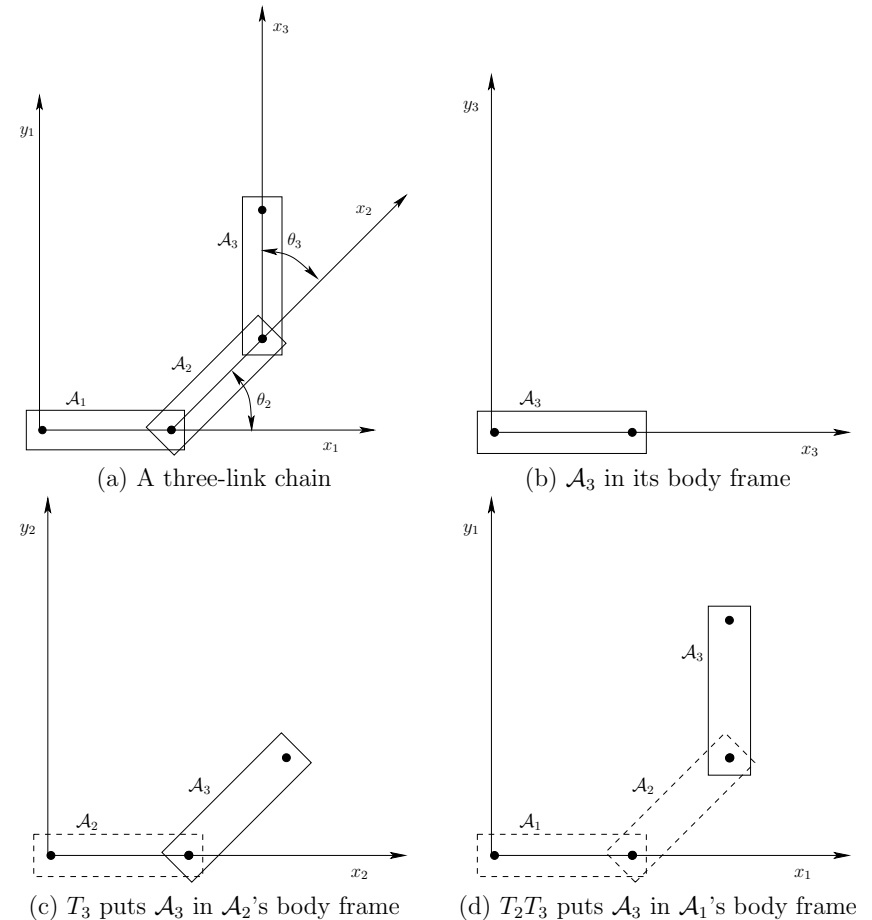 x₃
y₁
x₂
𝒜₃
θ₃
𝒜₂
𝒜₁
θ₂
x₁
(a) A three-link chain
y₃
𝒜₃
x₃
(b) 𝒜₃ in its body frame
y₂
𝒜₃
𝒜₂
x₂
(c) T₃ puts 𝒜₃ in 𝒜₂'s body frame
y₁
𝒜₃
𝒜₂
𝒜₁
x₁
(d) T₂T₃ puts 𝒜₃ in 𝒜₁'s body frame